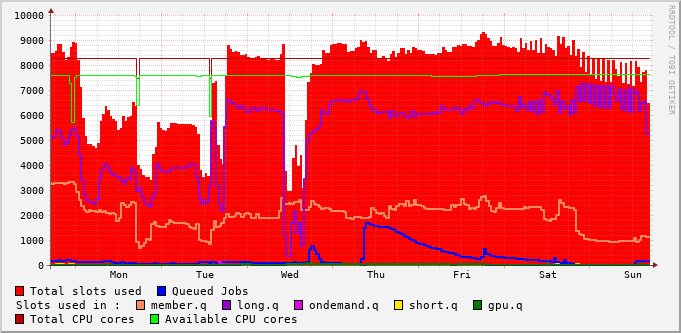 10000
9000
8000
7000
6000
5000
4000
3000
2000
1000
0
Mon Tue Wed Thu Fri Sat Sun
RRDTOOL / TOBI OETIKER
Total slots used Queued Jobs
Slots used in : member.q long.q ondemand.q short.q gpu.q
Total CPU cores Available CPU cores